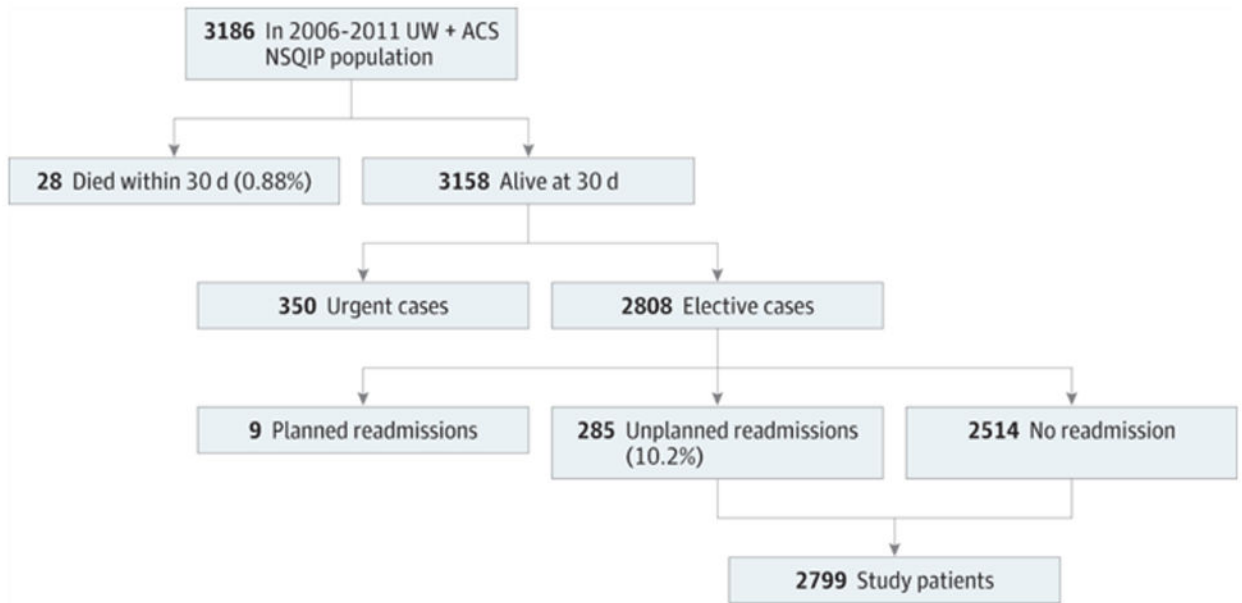 3186 In 2006-2011 UW + ACS
NSQIP population
28 Died within 30 d (0.88%)
3158 Alive at 30 d
350 Urgent cases
2808 Elective cases
9 Planned readmissions
285 Unplanned readmissions
(10.2%)
2514 No readmission
2799 Study patients